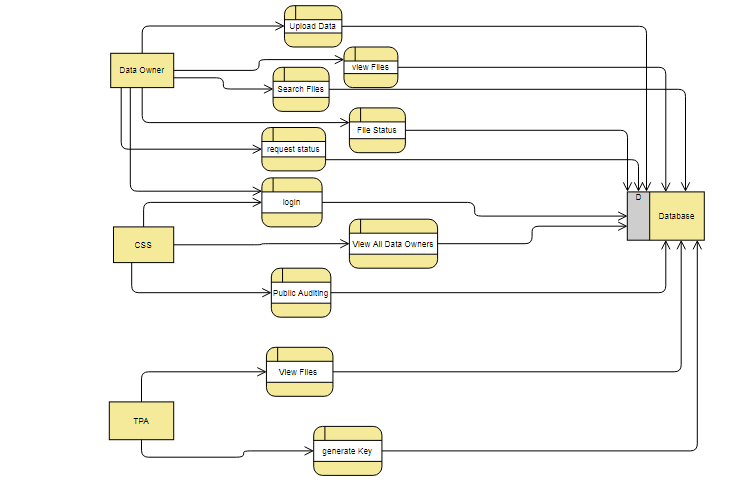 Upload Data
Data Owner
view Files
Search Files
File Status
request status
login
D
Database
CSS
View All Data Owners
Public Auditing
View Files
TPA
generate Key